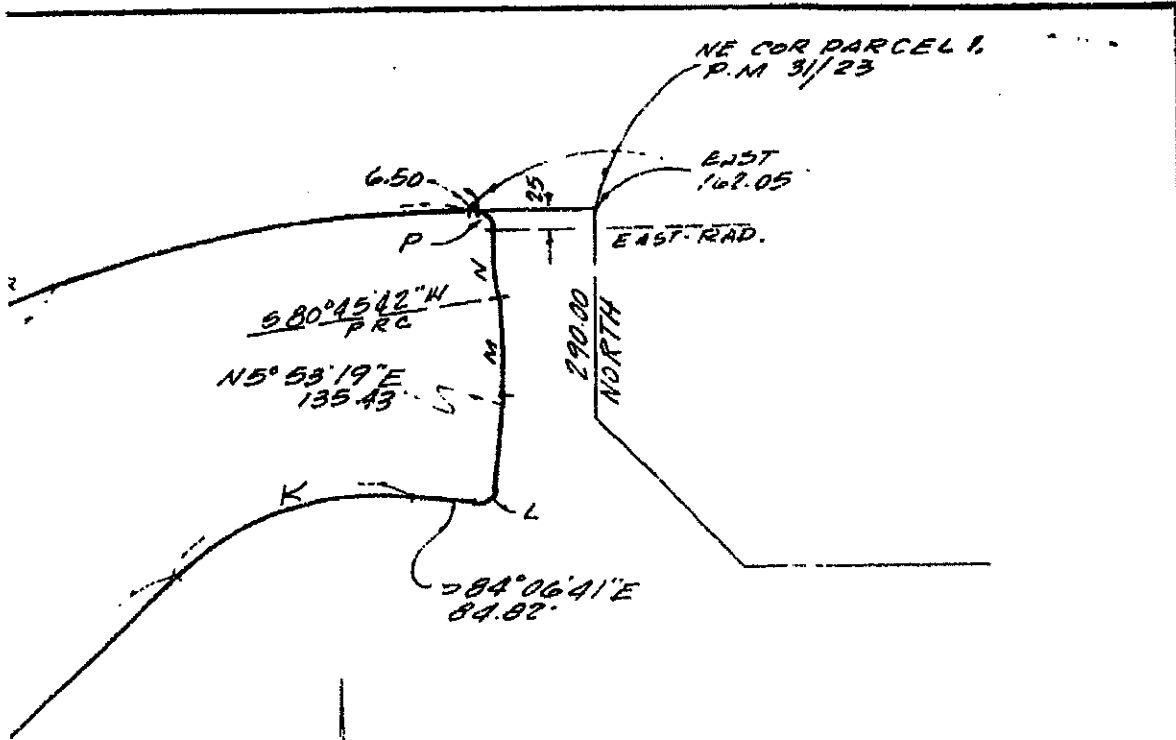 NE COR PARCEL 1.
P.M 31/23
EAST
162.05
6.50
25
P
EAST-RAD.
N
S 80°45'42"W
PRC
M
290.00
NORTH
N5°53'19"E
135.43
K
L
S84°06'41"E
84.82